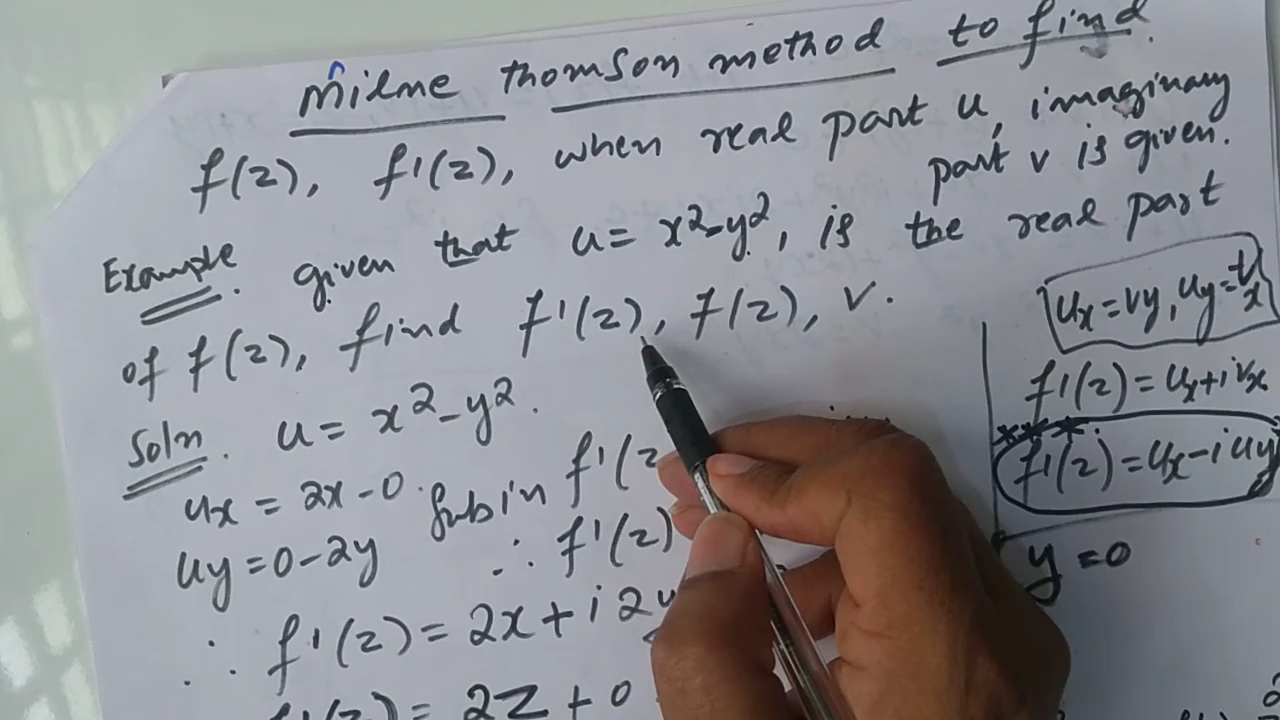 Milne thomson method to find
f(z), f'(z), when real part u, imaginary
part v is given.
Example. given that u = x²-y², is the real part
of f(z), find f'(z), f(z), v.
Soln. u = x²-y².
ux = 2x-0. Sub in f'(z
uy = 0-2y ∴ f'(z)
∴ f'(z) = 2x + i 2y
f'(z) = 2z + 0
ux = vy, uy = -vx
f'(z) = ux + i vx
*** f'(z) = ux - i uy
y = 0